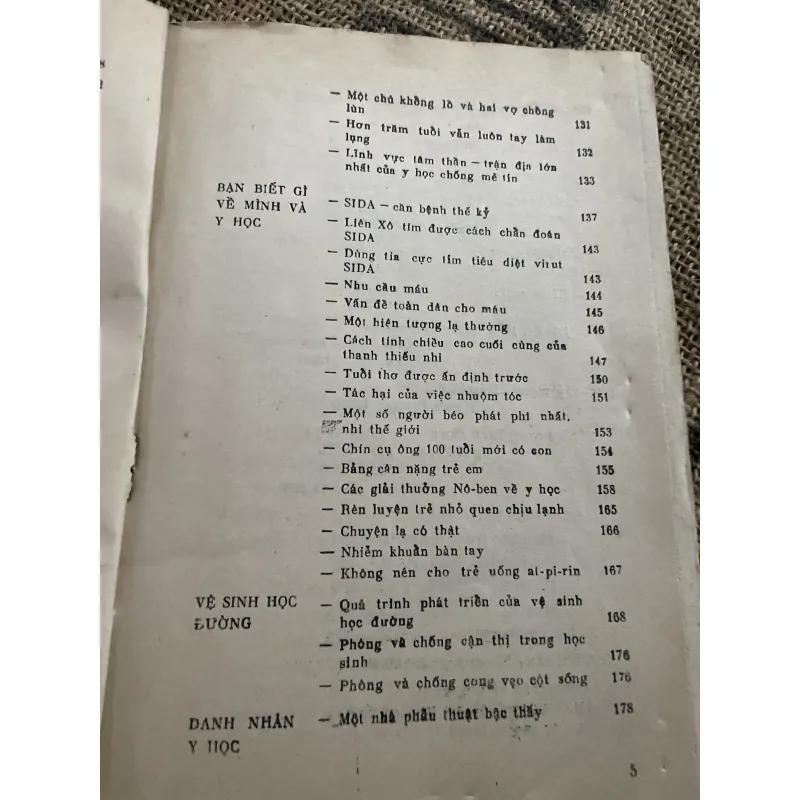 — Một chú khổng lồ và hai vợ chồng
lùn 131
— Hơn trăm tuổi vẫn luôn tay làm
lụng 132
— Lĩnh vực tâm thần — trận địa lớn
nhất của y học chống mê tín 133
BẠN BIẾT GÌ
VỀ MÌNH VÀ
Y HỌC
— SIDA — căn bệnh thế kỷ 137
— Liên Xô tìm được cách chẩn đoán
SIDA 143
— Dùng tia cực tím tiêu diệt virut
SIDA 143
— Nhu cầu máu 144
— Vấn đề toàn dân cho máu 145
— Một hiện tượng lạ thường 146
— Cách tính chiều cao cuối cùng của
thanh thiếu nhi 147
— Tuổi thơ được ấn định trước 150
— Tác hại của việc nhuộm tóc 151
— Một số người béo phát phì nhất,
nhì thế giới 153
— Chín cụ ông 100 tuổi mới có con 154
— Bảng cân nặng trẻ em 155
— Các giải thưởng Nô-ben về y học 158
— Rèn luyện trẻ nhỏ quen chịu lạnh 165
— Chuyện lạ có thật 166
— Nhiễm khuẩn bàn tay
— Không nên cho trẻ uống at-pi-rin 167
VỆ SINH HỌC
ĐƯỜNG
— Quá trình phát triển của vệ sinh
học đường 168
— Phòng và chống cận thị trong học
sinh 176
— Phòng và chống cong vẹo cột sống 176
DANH NHÂN
Y HỌC
— Một nhà phẫu thuật bậc thầy 178
5